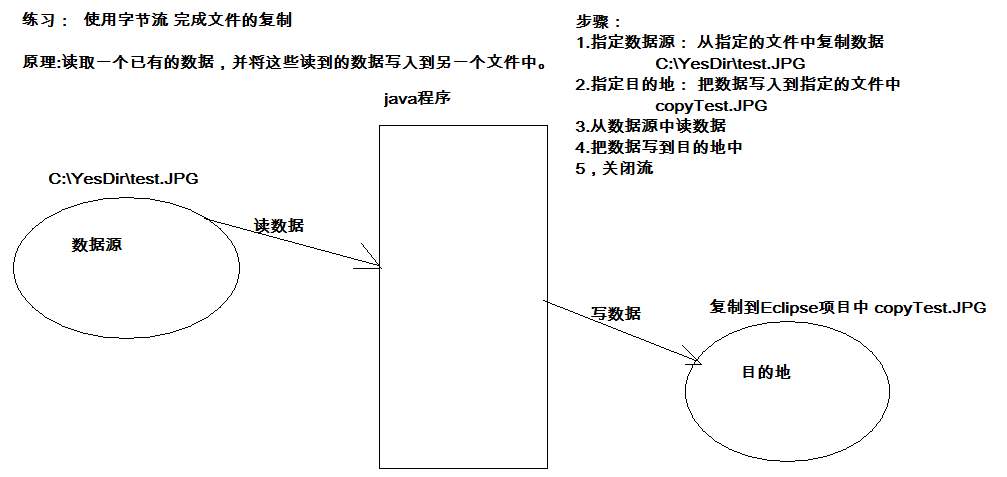 练习： 使用字节流 完成文件的复制
原理:读取一个已有的数据，并将这些读到的数据写入到另一个文件中。
步骤：
1.指定数据源： 从指定的文件中复制数据
C:\YesDir\test.JPG
2.指定目的地： 把数据写入到指定的文件中
copyTest.JPG
3.从数据源中读数据
4.把数据写到目的地中
5，关闭流
java程序
C:\YesDir\test.JPG
数据源
读数据
写数据
复制到Eclipse项目中 copyTest.JPG
目的地